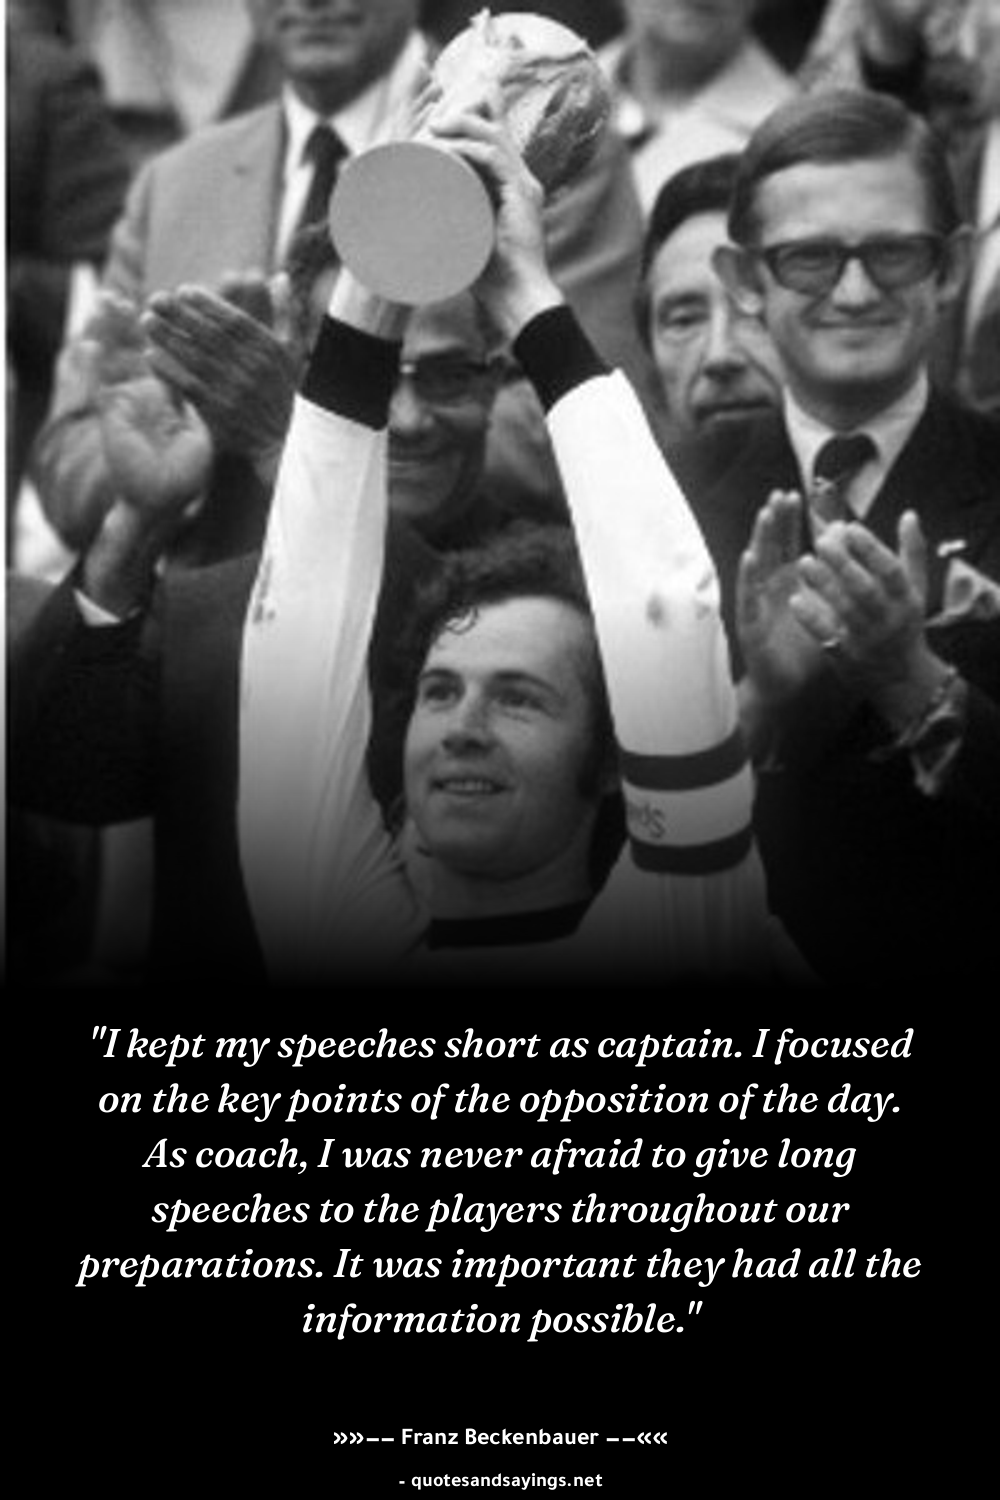 "I kept my speeches short as captain. I focused
on the key points of the opposition of the day.
As coach, I was never afraid to give long
speeches to the players throughout our
preparations. It was important they had all the
information possible."
»»−− Franz Beckenbauer −−««
- quotesandsayings.net